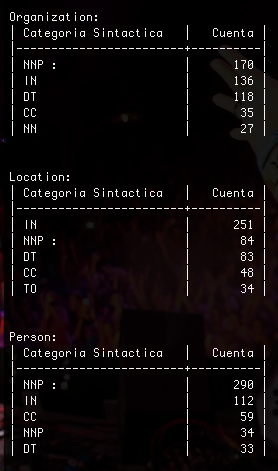 Organization:
| Categoria Sintactica | Cuenta |
|----------------------+--------|
| NNP : | 170 |
| IN | 136 |
| DT | 118 |
| CC | 35 |
| NN | 27 |
Location:
| Categoria Sintactica | Cuenta |
|----------------------+--------|
| IN | 251 |
| NNP : | 84 |
| DT | 83 |
| CC | 48 |
| TO | 34 |
Person:
| Categoria Sintactica | Cuenta |
|----------------------+--------|
| NNP : | 290 |
| IN | 112 |
| CC | 59 |
| NNP | 34 |
| DT | 33 |